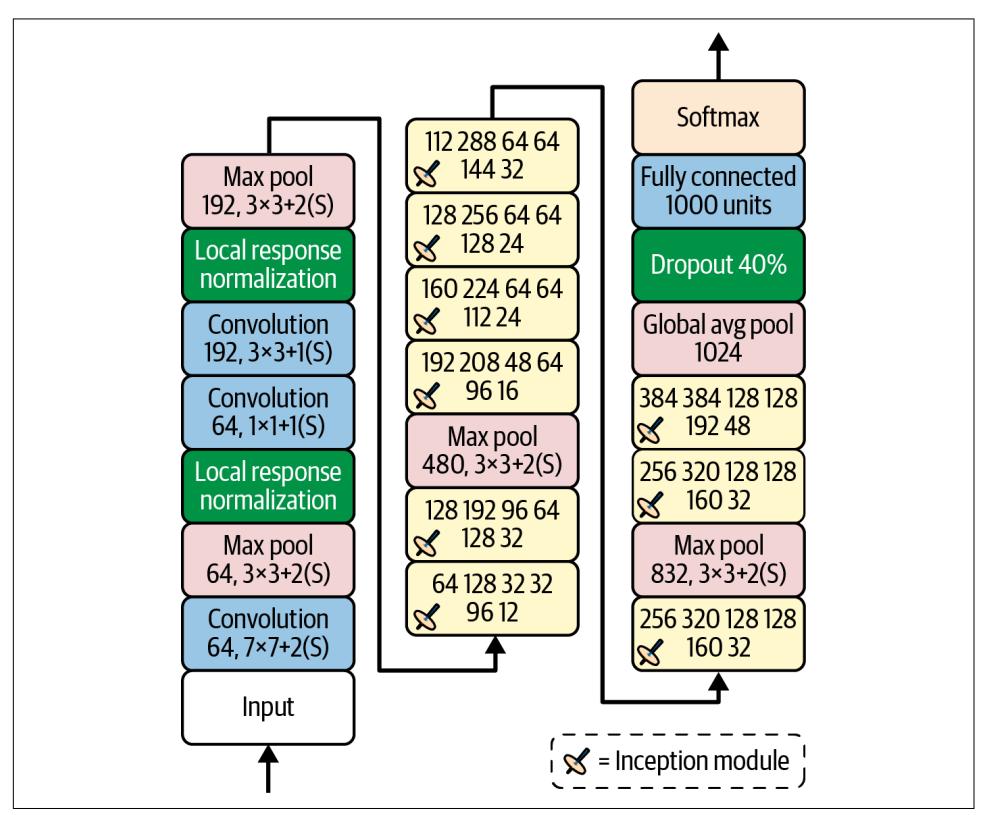 Max pool
192, 3×3+2(S)
Local response
normalization
Convolution
192, 3×3+1(S)
Convolution
64, 1×1+1(S)
Local response
normalization
Max pool
64, 3×3+2(S)
Convolution
64, 7×7+2(S)
Input
112 288 64 64
144 32
128 256 64 64
128 24
160 224 64 64
112 24
192 208 48 64
96 16
Max pool
480, 3×3+2(S)
128 192 96 64
128 32
64 128 32 32
96 12
Softmax
Fully connected
1000 units
Dropout 40%
Global avg pool
1024
384 384 128 128
192 48
256 320 128 128
160 32
Max pool
832, 3×3+2(S)
256 320 128 128
160 32
= Inception module